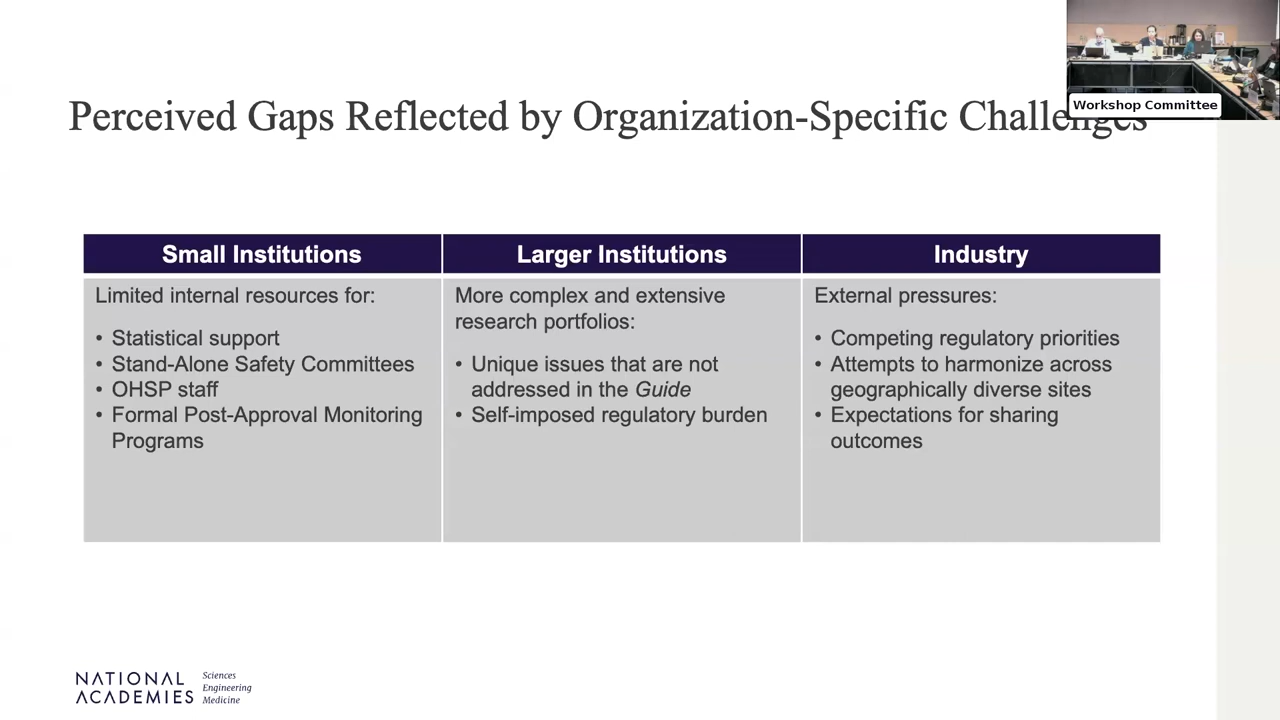 Workshop Committee
Perceived Gaps Reflected by Organization-Specific Challenges
Small Institutions
Limited internal resources for:
• Statistical support
• Stand-Alone Safety Committees
• OHSP staff
• Formal Post-Approval Monitoring
Programs
Larger Institutions
More complex and extensive
research portfolios:
• Unique issues that are not
addressed in the Guide
• Self-imposed regulatory burden
Industry
External pressures:
• Competing regulatory priorities
• Attempts to harmonize across
geographically diverse sites
• Expectations for sharing
outcomes
NATIONAL
ACADEMIES
Sciences
Engineering
Medicine